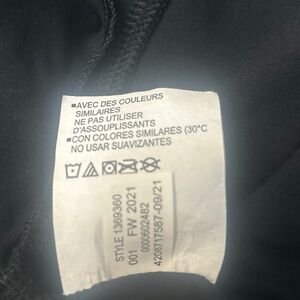 ▪AVEC DES COULEURS
SIMILAIRES
NE PAS UTILISER
D'ASSOUPLISSANTS
▪CON COLORES SIMILARES (30°C
NO USAR SUAVIZANTES
STYLE 1369360
001 FW 2021
0000602482
4208717587-09/21